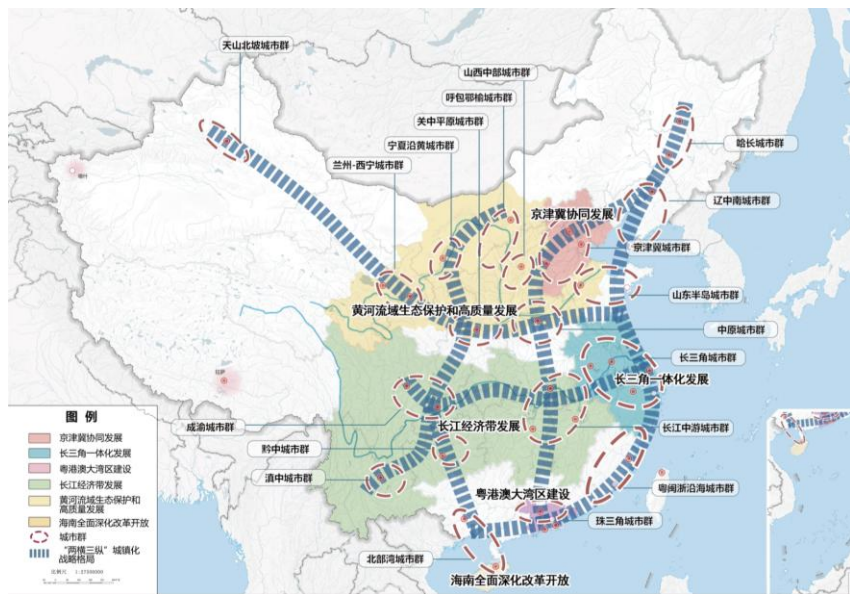 天山北坡城市群
山西中部城市群
呼包鄂榆城市群
关中平原城市群
宁夏沿黄城市群
兰州-西宁城市群
哈长城市群
辽中南城市群
京津冀协同发展
京津冀城市群
山东半岛城市群
黄河流域生态保护和高质量发展
中原城市群
长三角城市群
长三角一体化发展
成渝城市群
长江经济带发展
长江中游城市群
黔中城市群
滇中城市群
粤港澳大湾区建设
粤闽浙沿海城市群
珠三角城市群
北部湾城市群
海南全面深化改革开放
喀什
拉萨
图 例
京津冀协同发展
长三角一体化发展
粤港澳大湾区建设
长江经济带发展
黄河流域生态保护和
高质量发展
海南全面深化改革开放
城市群
“两横三纵”城镇化
战略格局